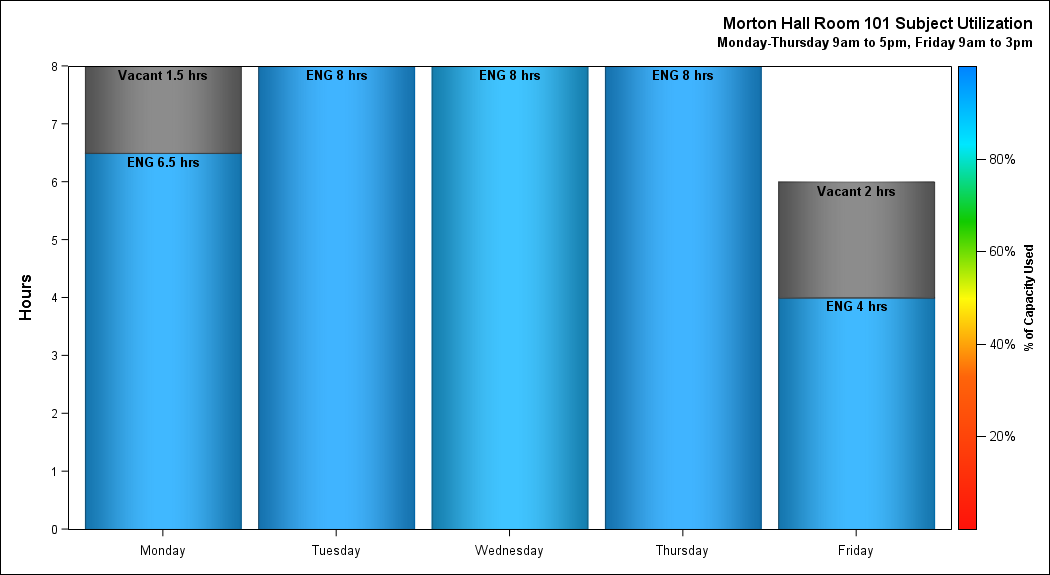 Morton Hall Room 101 Subject Utilization
Monday-Thursday 9am to 5pm, Friday 9am to 3pm
Hours
8
7
6
5
4
3
2
1
0
Vacant 1.5 hrs
ENG 6.5 hrs
ENG 8 hrs
ENG 8 hrs
ENG 8 hrs
Vacant 2 hrs
ENG 4 hrs
Monday
Tuesday
Wednesday
Thursday
Friday
80%
60%
40%
20%
% of Capacity Used